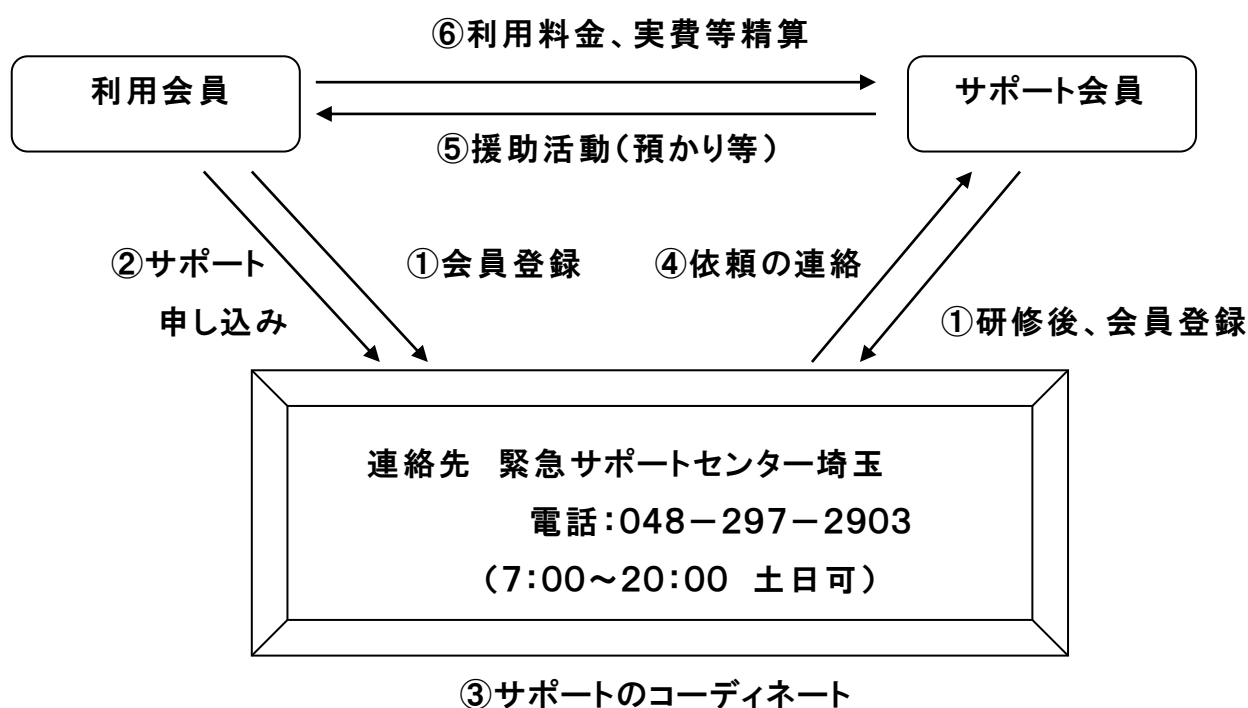 ⑥利用料金、実費等精算
利用会員
サポート会員
⑤援助活動（預かり等）
②サポート
申し込み
①会員登録
④依頼の連絡
①研修後、会員登録
連絡先 緊急サポートセンター埼玉
電話：048－297－2903
（7：00～20：00 土日可）
③サポートのコーディネート